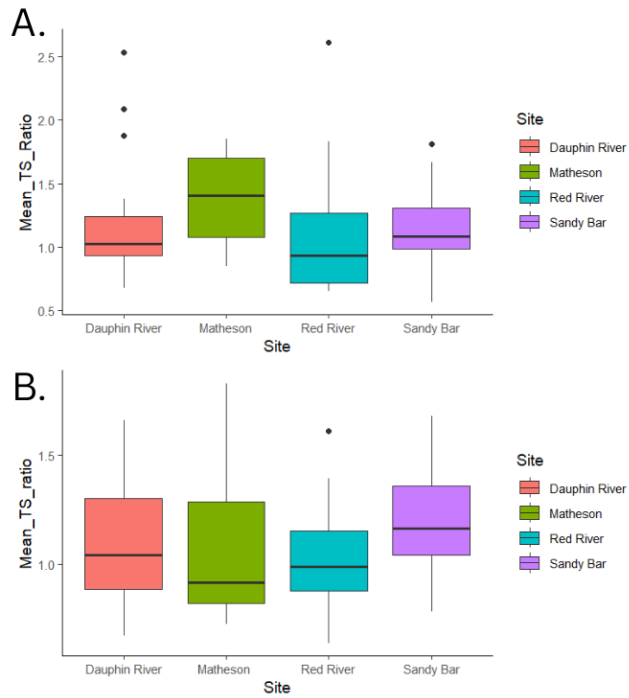 A.
Mean_TS_Ratio
2.5
2.0
1.5
1.0
0.5
Dauphin River Matheson Red River Sandy Bar
Site
Site
Dauphin River
Matheson
Red River
Sandy Bar
B.
Mean_TS_ratio
1.5
1.0
Dauphin River Matheson Red River Sandy Bar
Site
Site
Dauphin River
Matheson
Red River
Sandy Bar